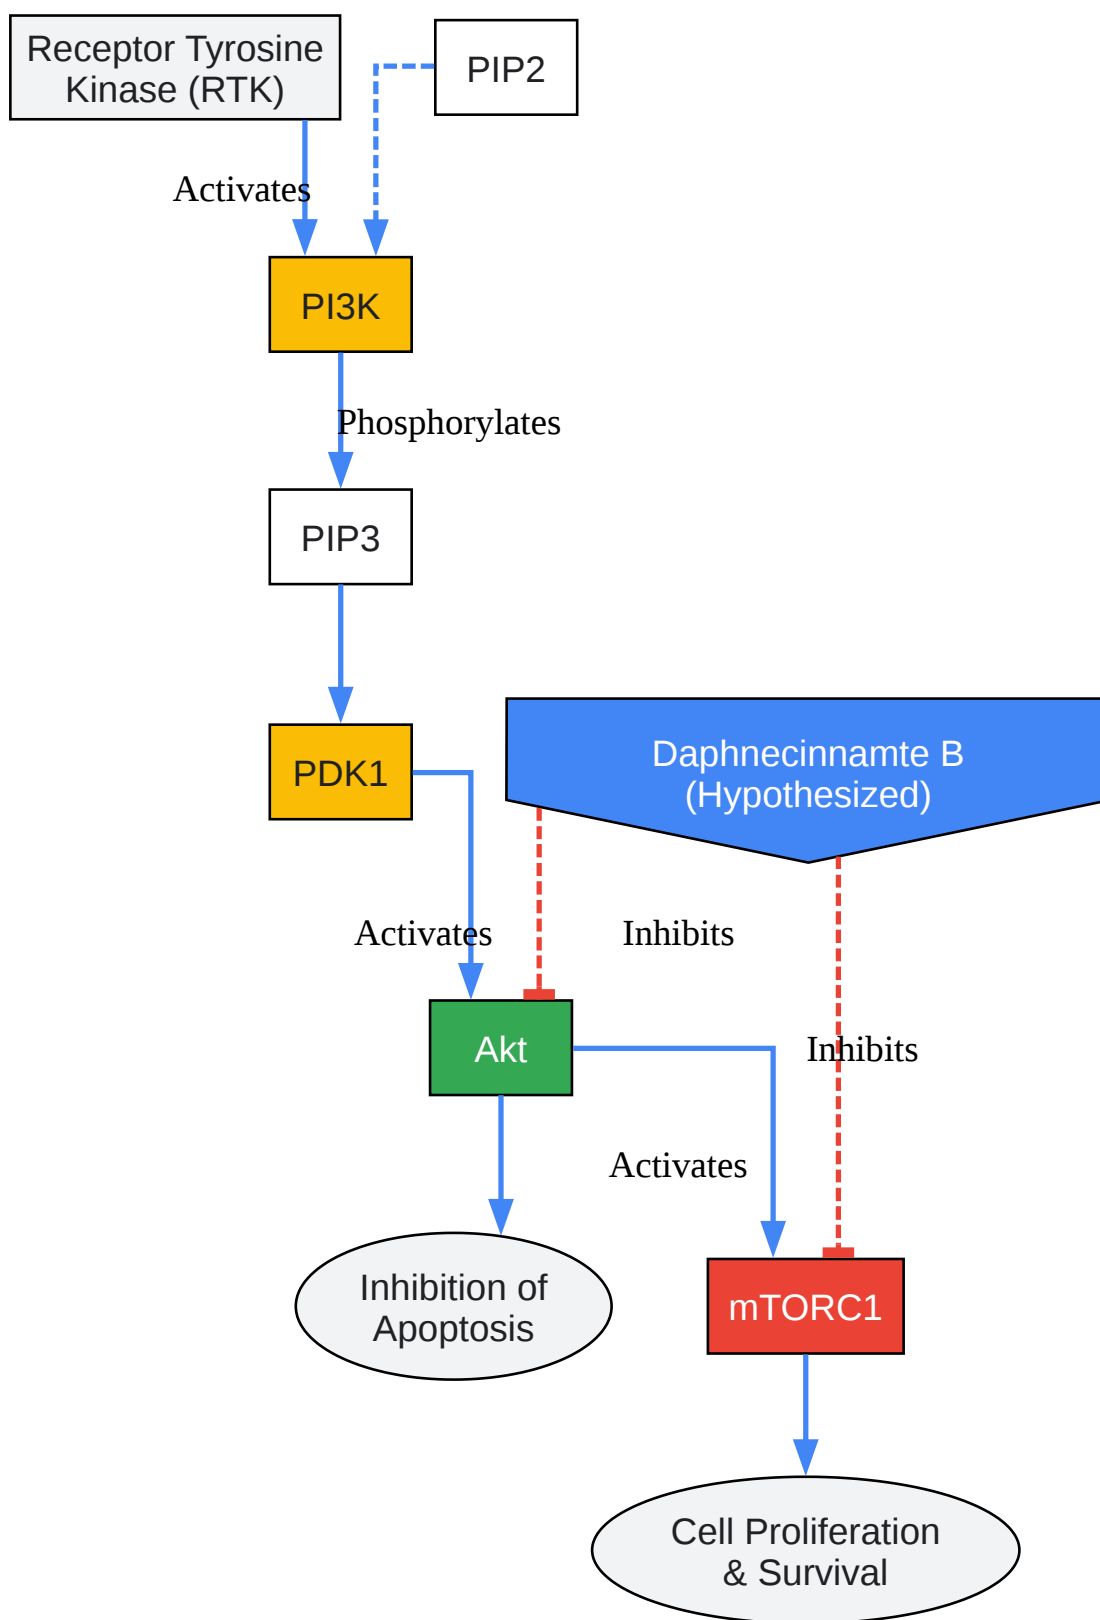 Receptor Tyrosine
Kinase (RTK)
PIP2
Activates
PI3K
Phosphorylates
PIP3
PDK1
Daphnecinnamte B
(Hypothesized)
Activates
Inhibits
Akt
Inhibits
Activates
Inhibition of
Apoptosis
mTORC1
Cell Proliferation
& Survival